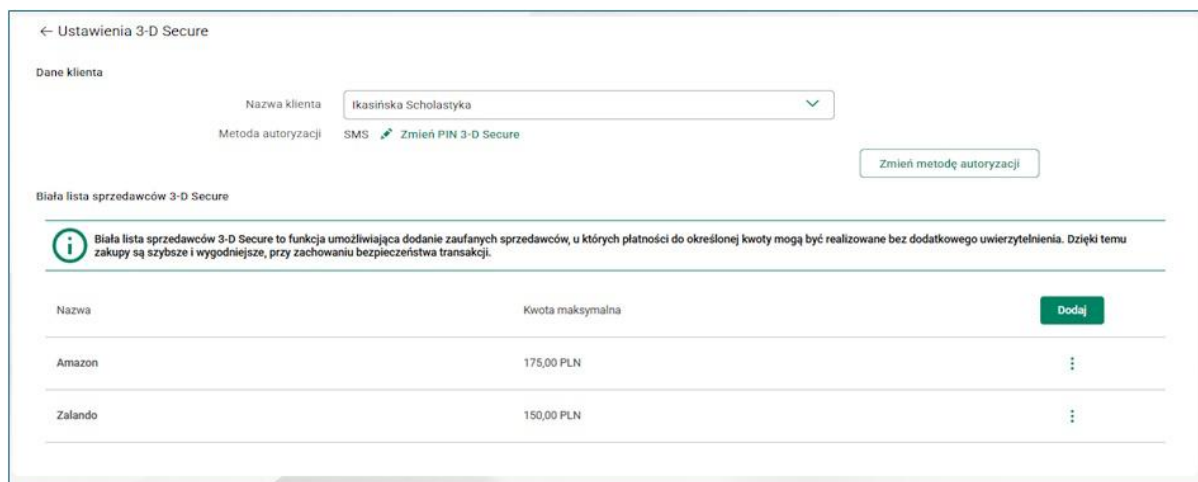 ← Ustawienia 3-D Secure
Dane klienta
Nazwa klienta Ikasińska Scholastyka
Metoda autoryzacji SMS Zmień PIN 3-D Secure
Zmień metodę autoryzacji
Biała lista sprzedawców 3-D Secure
Biała lista sprzedawców 3-D Secure to funkcja umożliwiająca dodanie zaufanych sprzedawców, u których płatności do określonej kwoty mogą być realizowane bez dodatkowego uwierzytelnienia. Dzięki temu
zakupy są szybsze i wygodniejsze, przy zachowaniu bezpieczeństwa transakcji.
Nazwa Kwota maksymalna Dodaj
Amazon 175,00 PLN
Zalando 150,00 PLN